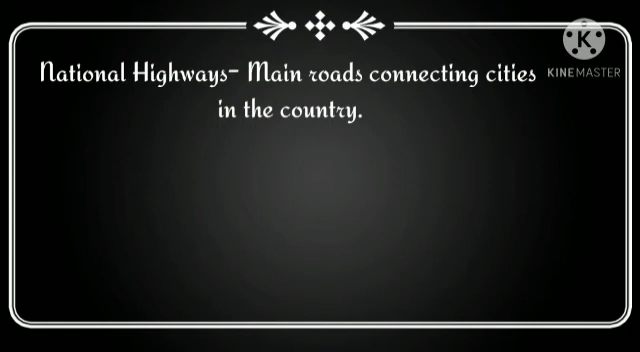 National Highways- Main roads connecting cities
in the country.
K
KINEMASTER